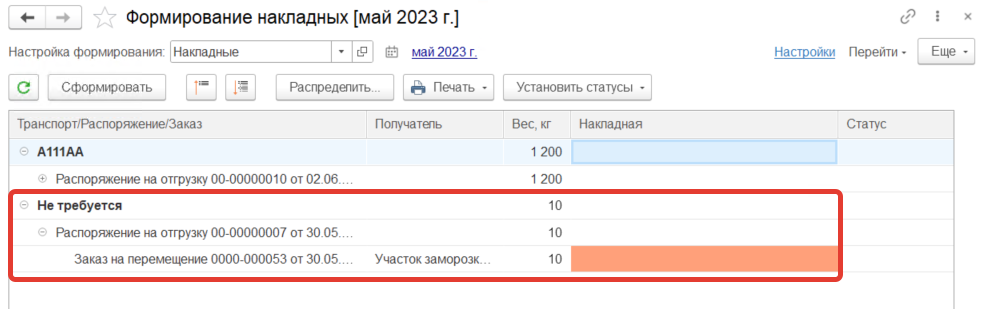 Формирование накладных [май 2023 г.]
Настройка формирования: Накладные май 2023 г. Настройки Перейти Еще
Сформировать Распределить... Печать Установить статусы
Транспорт/Распоряжение/Заказ Получатель Вес, кг Накладная Статус
А111АА 1 200
Распоряжение на отгрузку 00-00000010 от 02.06.... 1 200
Не требуется 10
Распоряжение на отгрузку 00-00000007 от 30.05.... 10
Заказ на перемещение 0000-000053 от 30.05.... Участок заморозк... 10